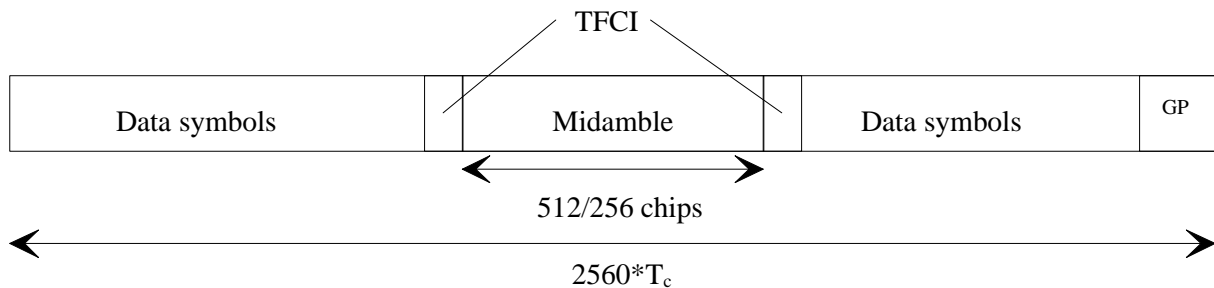 TFCI
Data symbols
Midamble
Data symbols
GP
512/256 chips
2560*Tc